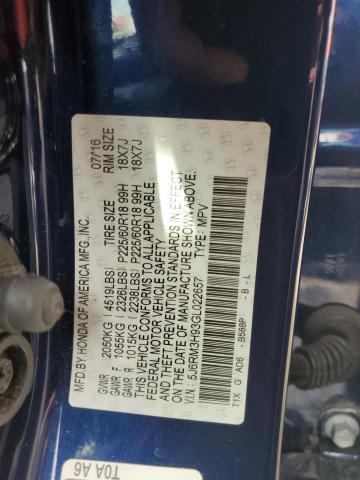 MFD.BY HONDA OF AMERICA MFG.,INC. 07/16
GVWR 2050KG (4519LBS) TIRE SIZE RIM SIZE
GAWR F 1055KG (2326LBS) P225/60R18 99H 18X7J
GAWR R 1015KG (2238LBS) P225/60R18 99H 18X7J
THIS VEHICLE CONFORMS TO ALL APPLICABLE
FEDERAL MOTOR VEHICLE SAFETY
AND THEFT PREVENTION STANDARDS IN EFFECT
ON THE DATE OF MANUFACTURE SHOWN ABOVE.
V.I.N.: 5J6RM3H93GL022657 TYPE: MPV
T1X G AD6 -B588P -B -L
T0A A6